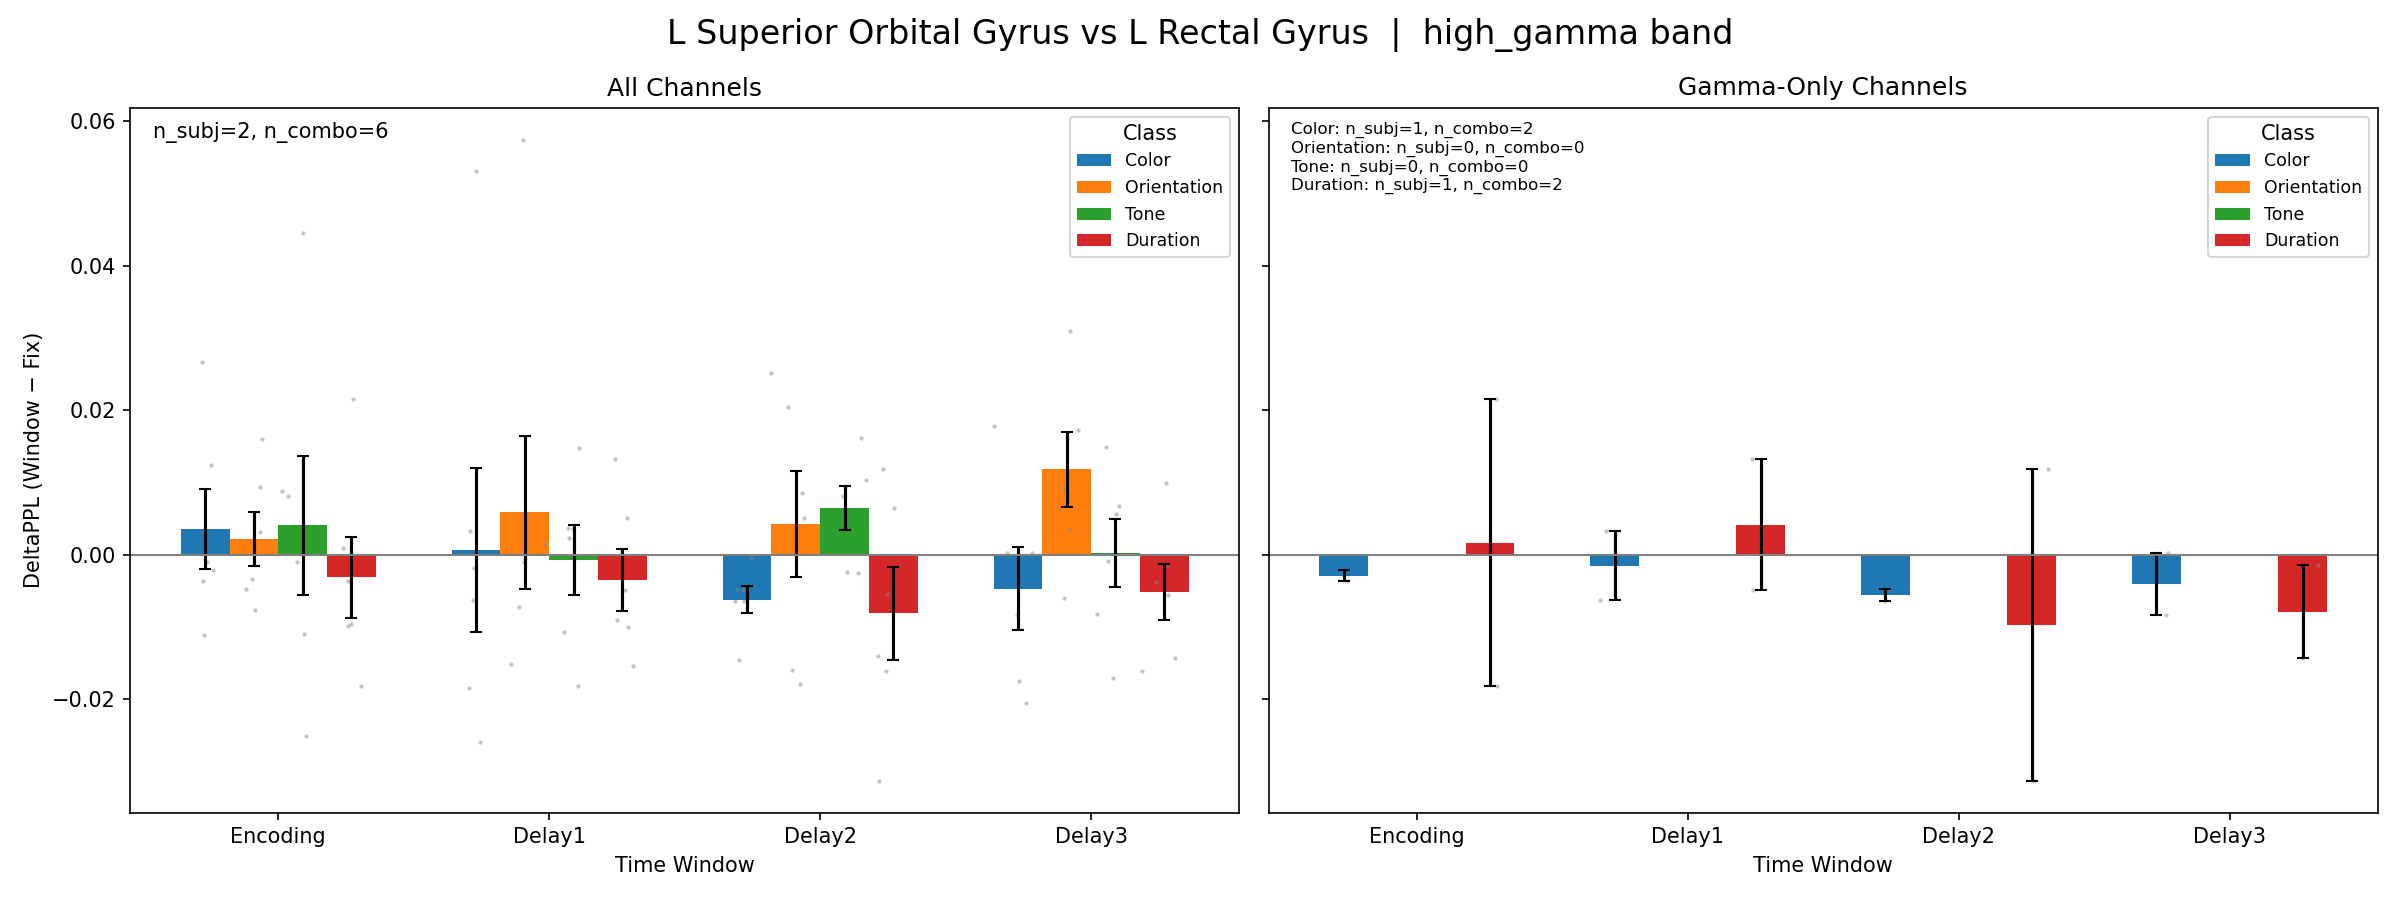 L Superior Orbital Gyrus vs L Rectal Gyrus | high_gamma band
All Channels
n_subj=2, n_combo=6
Class
Color
Orientation
Tone
Duration
0.06
0.04
0.02
0.00
−0.02
DeltaPPL (Window − Fix)
Encoding
Delay1
Delay2
Delay3
Time Window
Gamma-Only Channels
Color: n_subj=1, n_combo=2
Orientation: n_subj=0, n_combo=0
Tone: n_subj=0, n_combo=0
Duration: n_subj=1, n_combo=2
Class
Color
Orientation
Tone
Duration
Encoding
Delay1
Delay2
Delay3
Time Window